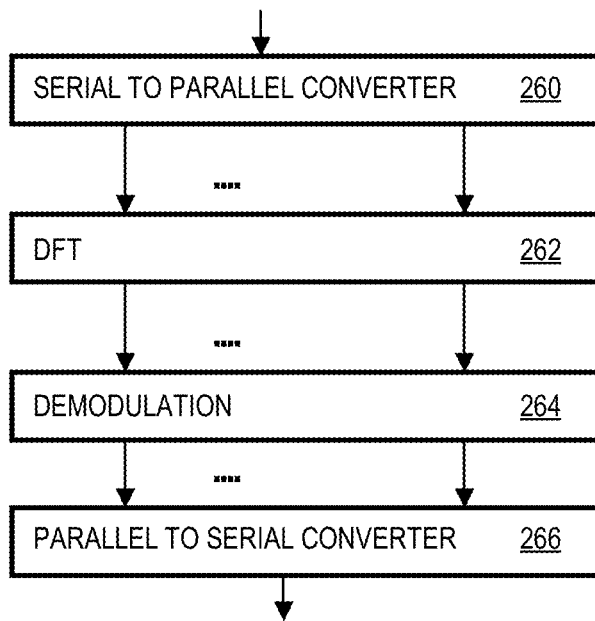 SERIAL TO PARALLEL CONVERTER 260
DFT 262
DEMODULATION 264
PARALLEL TO SERIAL CONVERTER 266